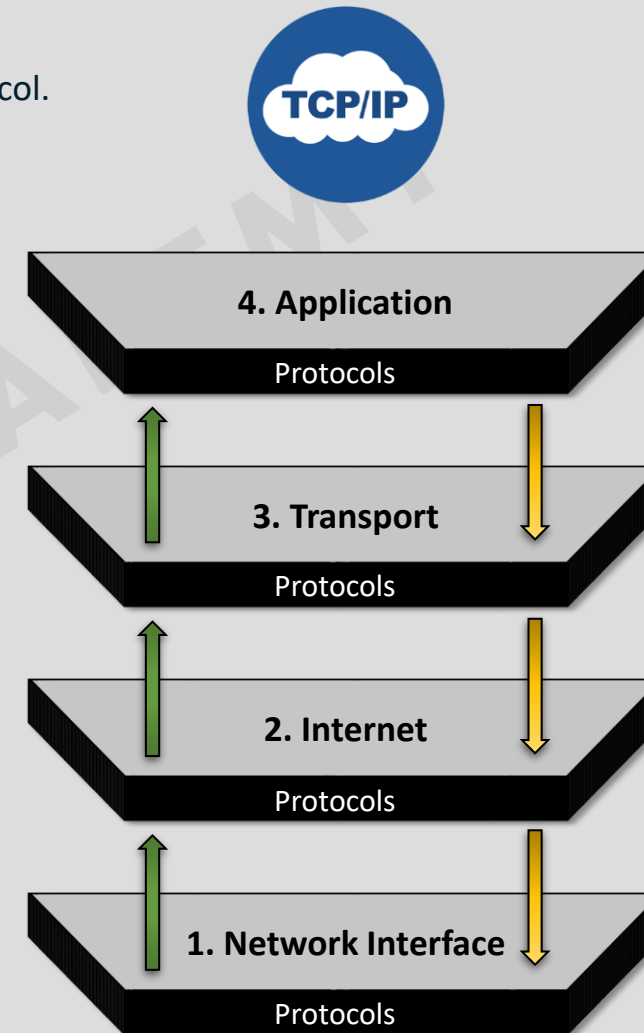 col.
TCP/IP
4. Application
Protocols
3. Transport
Protocols
2. Internet
Protocols
1. Network Interface
Protocols